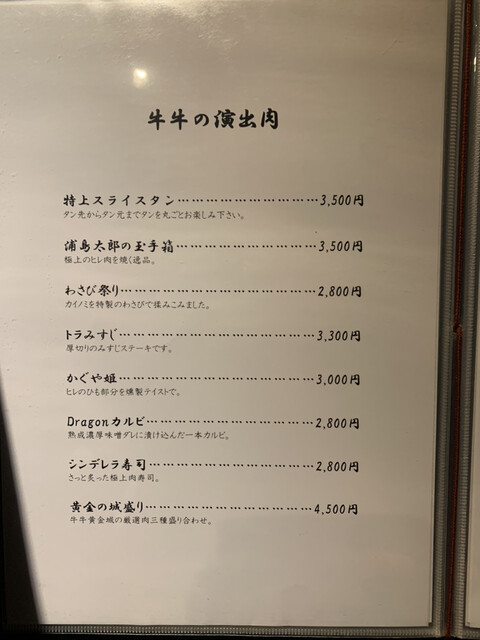 牛牛の演出肉
特上スライスタン…………………………3,500円
タン先からタン元までタンを丸ごとお楽しみ下さい。
浦島太郎の玉手箱…………………………3,500円
極上のヒレ肉を焼く逸品。
わさび祭り……………………………………2,800円
カイノミを特製のわさびで揉みこみました。
トラみすじ……………………………………3,300円
厚切りのみすじステーキです。
かぐや姫………………………………………3,000円
ヒレのひも部分を燻製テイストで。
Dragonカルビ………………………………2,800円
熟成濃厚味噌ダレに漬け込んだ一本カルビ。
シンデレラ寿司………………………………2,800円
さっと炙った極上肉寿司。
黄金の城盛り…………………………………4,500円
牛牛黄金城の厳選肉三種盛り合わせ。